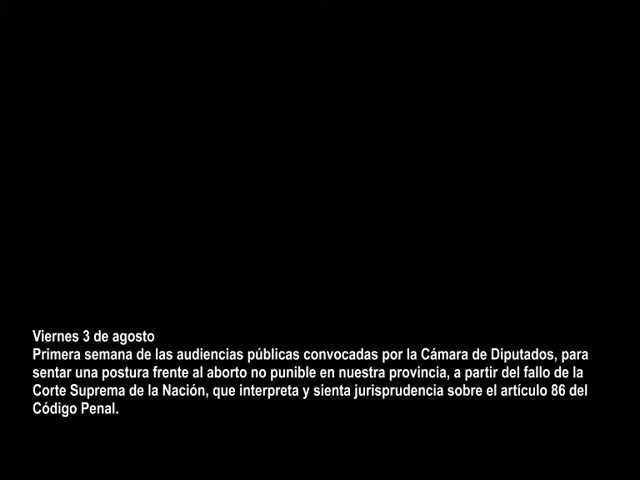 Viernes 3 de agosto
Primera semana de las audiencias públicas convocadas por la Cámara de Diputados, para
sentar una postura frente al aborto no punible en nuestra provincia, a partir del fallo de la
Corte Suprema de la Nación, que interpreta y sienta jurisprudencia sobre el artículo 86 del
Código Penal.